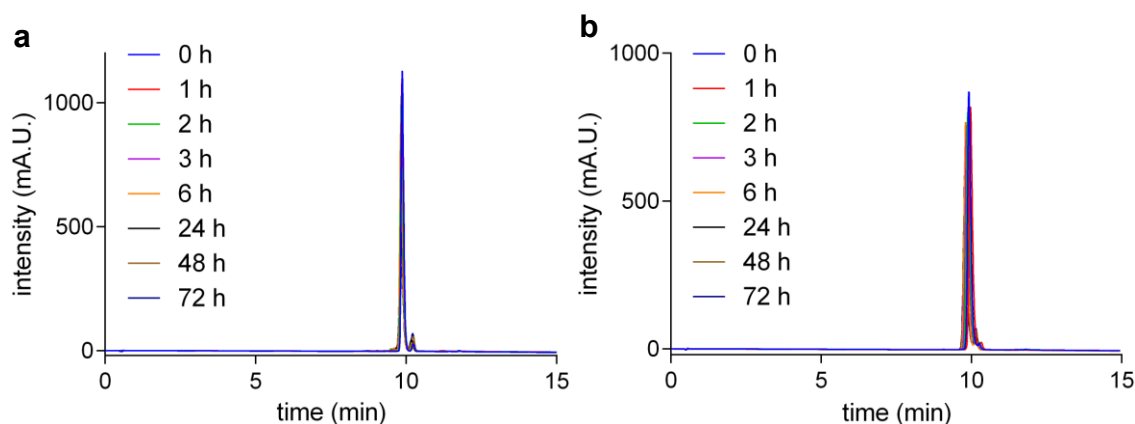 a
0 h
1 h
2 h
3 h
6 h
24 h
48 h
72 h
intensity (mA.U.)
1000
500
0
0 5 10 15
time (min)
b
0 h
1 h
2 h
3 h
6 h
24 h
48 h
72 h
intensity (mA.U.)
1000
500
0
0 5 10 15
time (min)